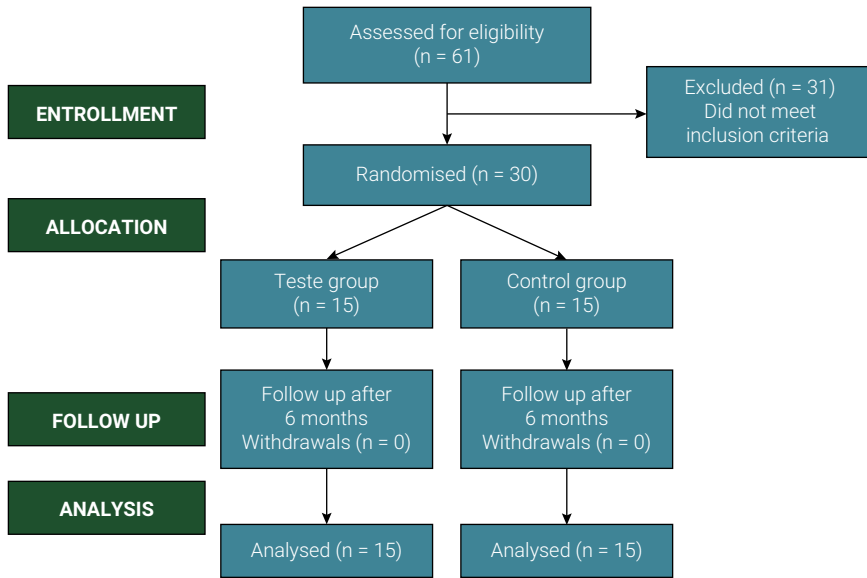 Assessed for eligibility
(n = 61)
ENTROLLMENT
Excluded (n = 31)
Did not meet
inclusion criteria
Randomised (n = 30)
ALLOCATION
Teste group
(n = 15)
Control group
(n = 15)
FOLLOW UP
Follow up after
6 months
Withdrawals (n = 0)
Follow up after
6 months
Withdrawals (n = 0)
ANALYSIS
Analysed (n = 15)
Analysed (n = 15)